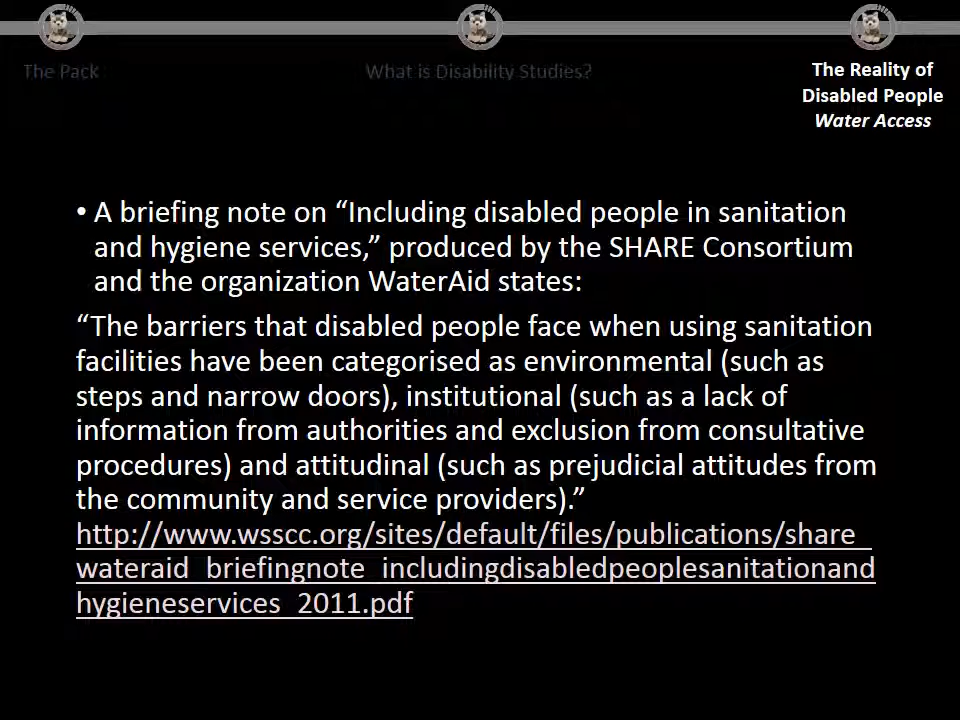 The Pack
What is Disability Studies?
The Reality of
Disabled People
Water Access
• A briefing note on “Including disabled people in sanitation
and hygiene services,” produced by the SHARE Consortium
and the organization WaterAid states:
“The barriers that disabled people face when using sanitation
facilities have been categorised as environmental (such as
steps and narrow doors), institutional (such as a lack of
information from authorities and exclusion from consultative
procedures) and attitudinal (such as prejudicial attitudes from
the community and service providers).”
http://www.wsscc.org/sites/default/files/publications/share_
wateraid_briefingnote_includingdisabledpeoplesanitationand
hygieneservices_2011.pdf